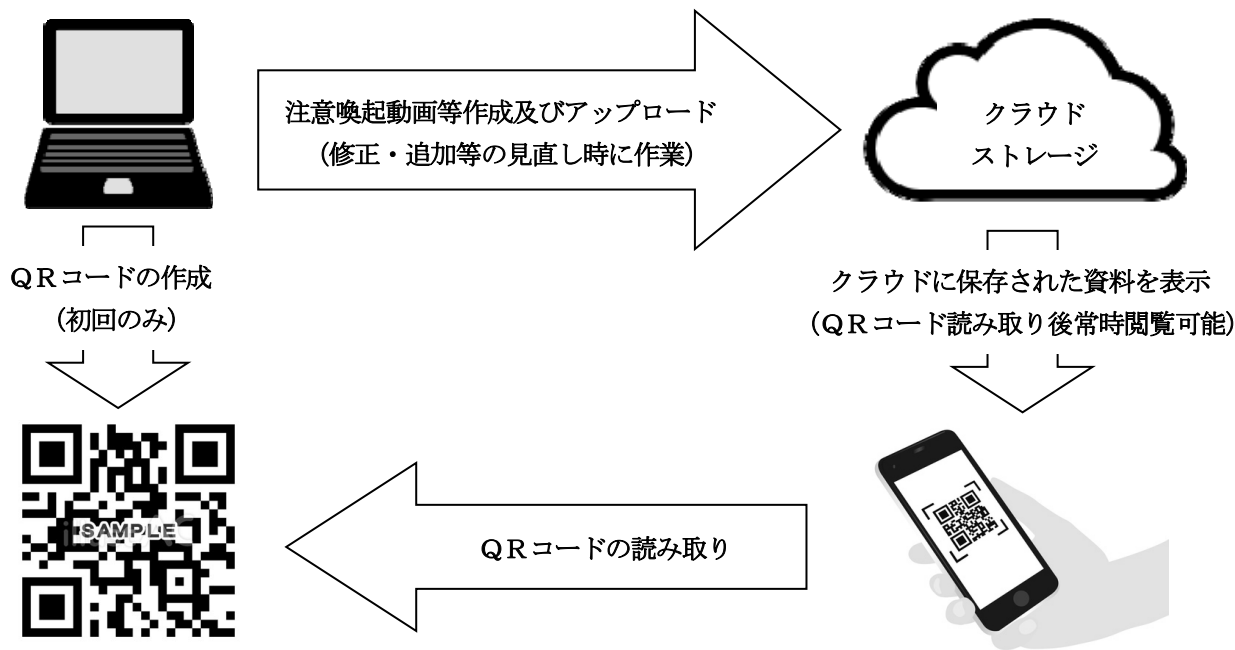 注意喚起動画等作成及びアップロード
（修正・追加等の見直し時に作業）
クラウド
ストレージ
ＱＲコードの作成
（初回のみ）
クラウドに保存された資料を表示
（ＱＲコード読み取り後常時閲覧可能）
SAMPLE
ＱＲコードの読み取り